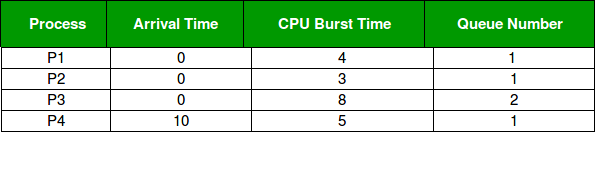 Process Arrival Time CPU Burst Time Queue Number
P1 0 4 1
P2 0 3 1
P3 0 8 2
P4 10 5 1